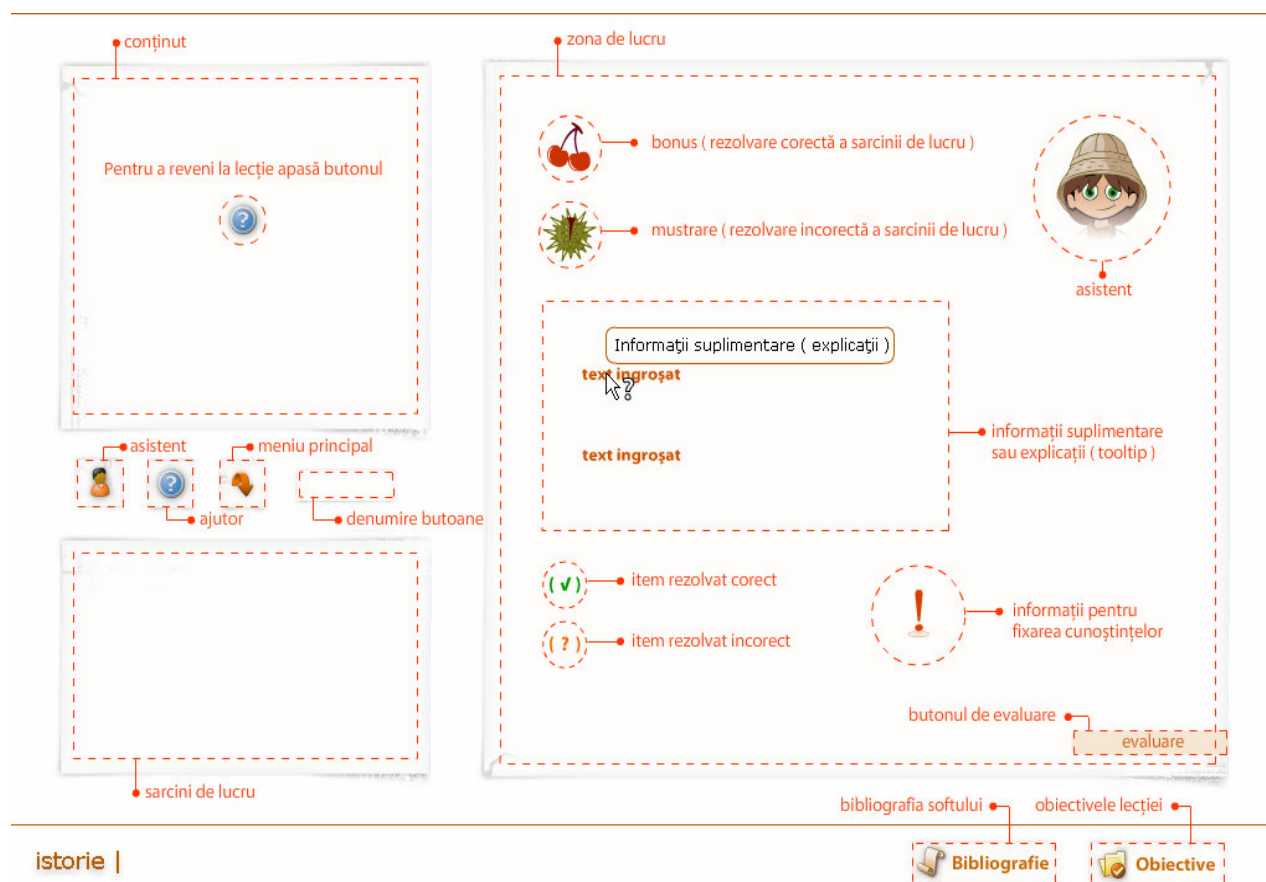 conținut
zona de lucru
Pentru a reveni la lecție apasă butonul
?
bonus ( rezolvare corectă a sarcinii de lucru )
mustrare ( rezolvare incorectă a sarcinii de lucru )
asistent
Informații suplimentare ( explicații )
text ingroșat
?
text ingroșat
informații suplimentare
sau explicații ( tooltip )
asistent
meniu principal
?
ajutor
denumire butoane
(√)
item rezolvat corect
( ? )
item rezolvat incorect
!
informații pentru
fixarea cunoștințelor
butonul de evaluare
evaluare
sarcini de lucru
bibliografia softului
obiectivele lecției
istorie |
Bibliografie
Obiective